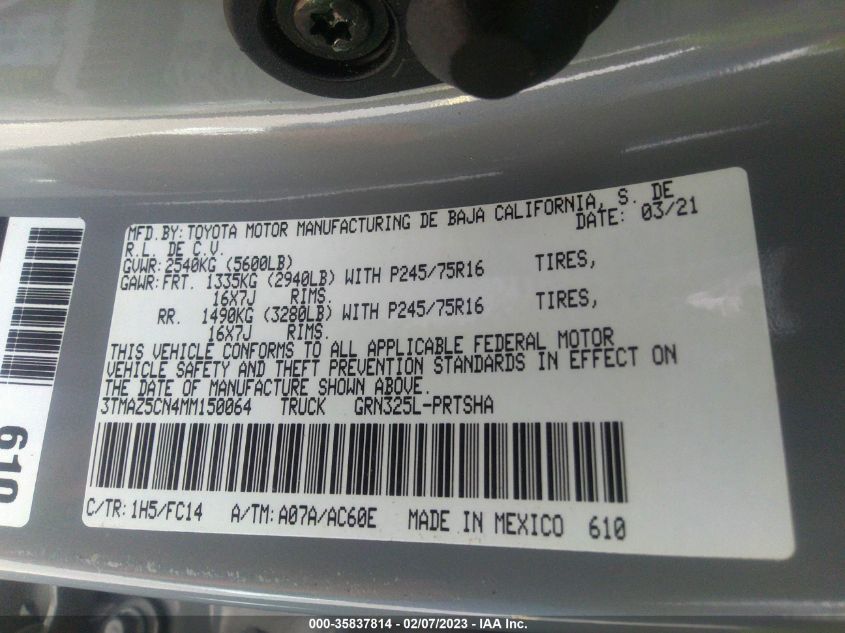 MFD.BY: TOYOTA MOTOR MANUFACTURING DE BAJA CALIFORNIA, S. DE
R.L. DE C.V. DATE: 03/21
GVWR: 2540KG (5600LB)
GAWR: FRT. 1335KG (2940LB) WITH P245/75R16 TIRES,
16X7J RIMS.
RR. 1490KG (3280LB) WITH P245/75R16 TIRES,
16X7J RIMS.
THIS VEHICLE CONFORMS TO ALL APPLICABLE FEDERAL MOTOR
VEHICLE SAFETY AND THEFT PREVENTION STANDARDS IN EFFECT ON
THE DATE OF MANUFACTURE SHOWN ABOVE.
3TMAZ5CN4MM150064 TRUCK GRN325L-PRTSHA
C/TR: 1H5/FC14 A/TM: A07A/AC60E MADE IN MEXICO 610
610
000-35837814 - 02/07/2023 - IAA Inc.